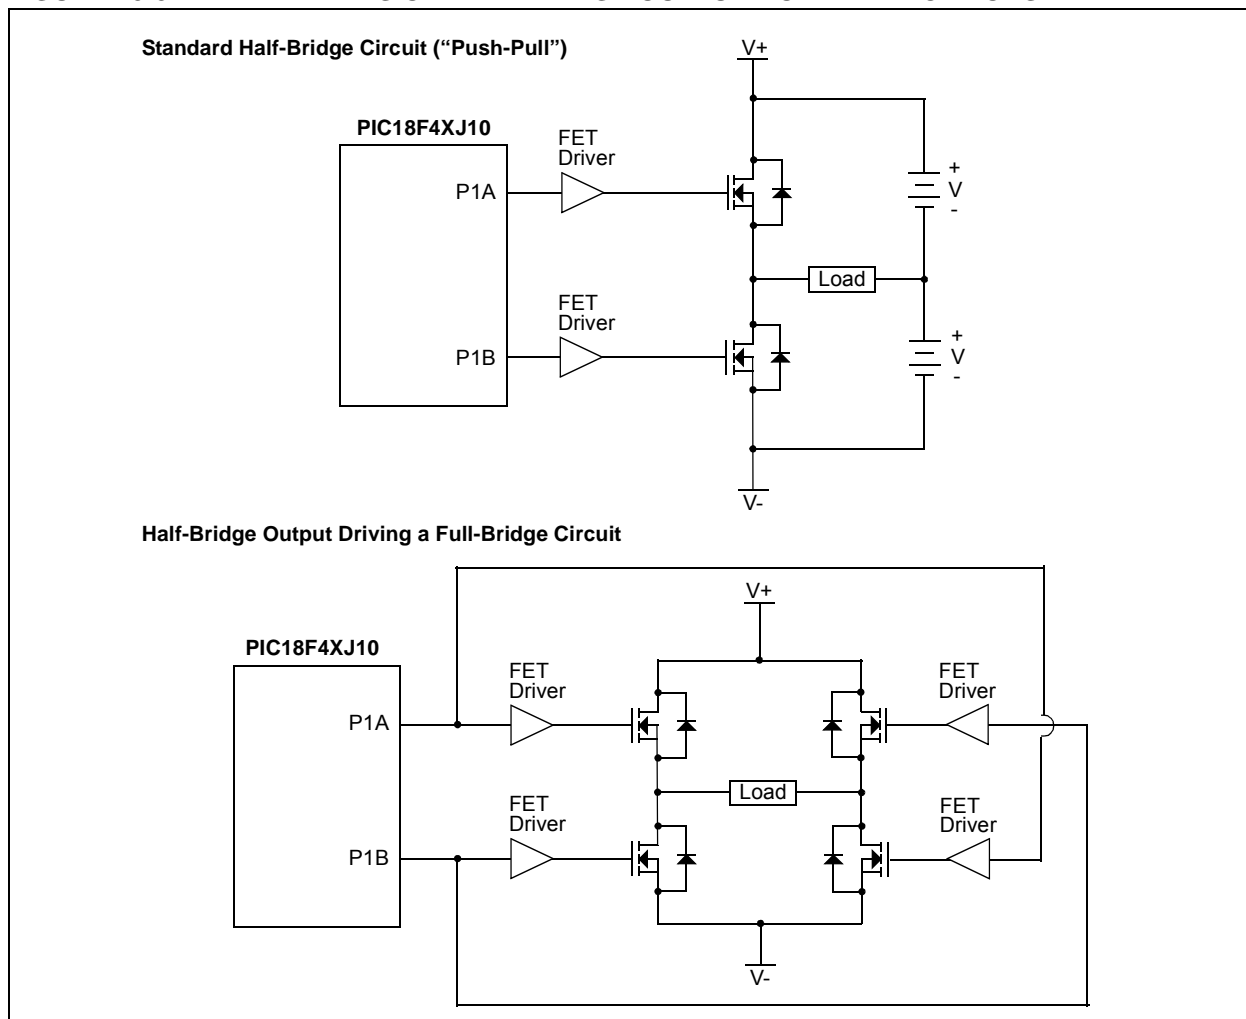 Standard Half-Bridge Circuit (“Push-Pull”)
V+
PIC18F4XJ10
FET
Driver
P1A
+
V
-
Load
FET
Driver
P1B
+
V
-
V-
Half-Bridge Output Driving a Full-Bridge Circuit
V+
PIC18F4XJ10
FET
Driver
FET
Driver
P1A
Load
FET
Driver
FET
Driver
P1B
V-